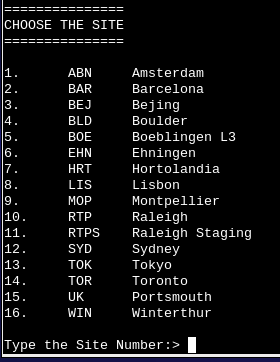 ===============
CHOOSE THE SITE
===============
1. ABN Amsterdam
2. BAR Barcelona
3. BEJ Bejing
4. BLD Boulder
5. BOE Boeblingen L3
6. EHN Ehningen
7. HRT Hortolandia
8. LIS Lisbon
9. MOP Montpellier
10. RTP Raleigh
11. RTPS Raleigh Staging
12. SYD Sydney
13. TOK Tokyo
14. TOR Toronto
15. UK Portsmouth
16. WIN Winterthur
Type the Site Number:>